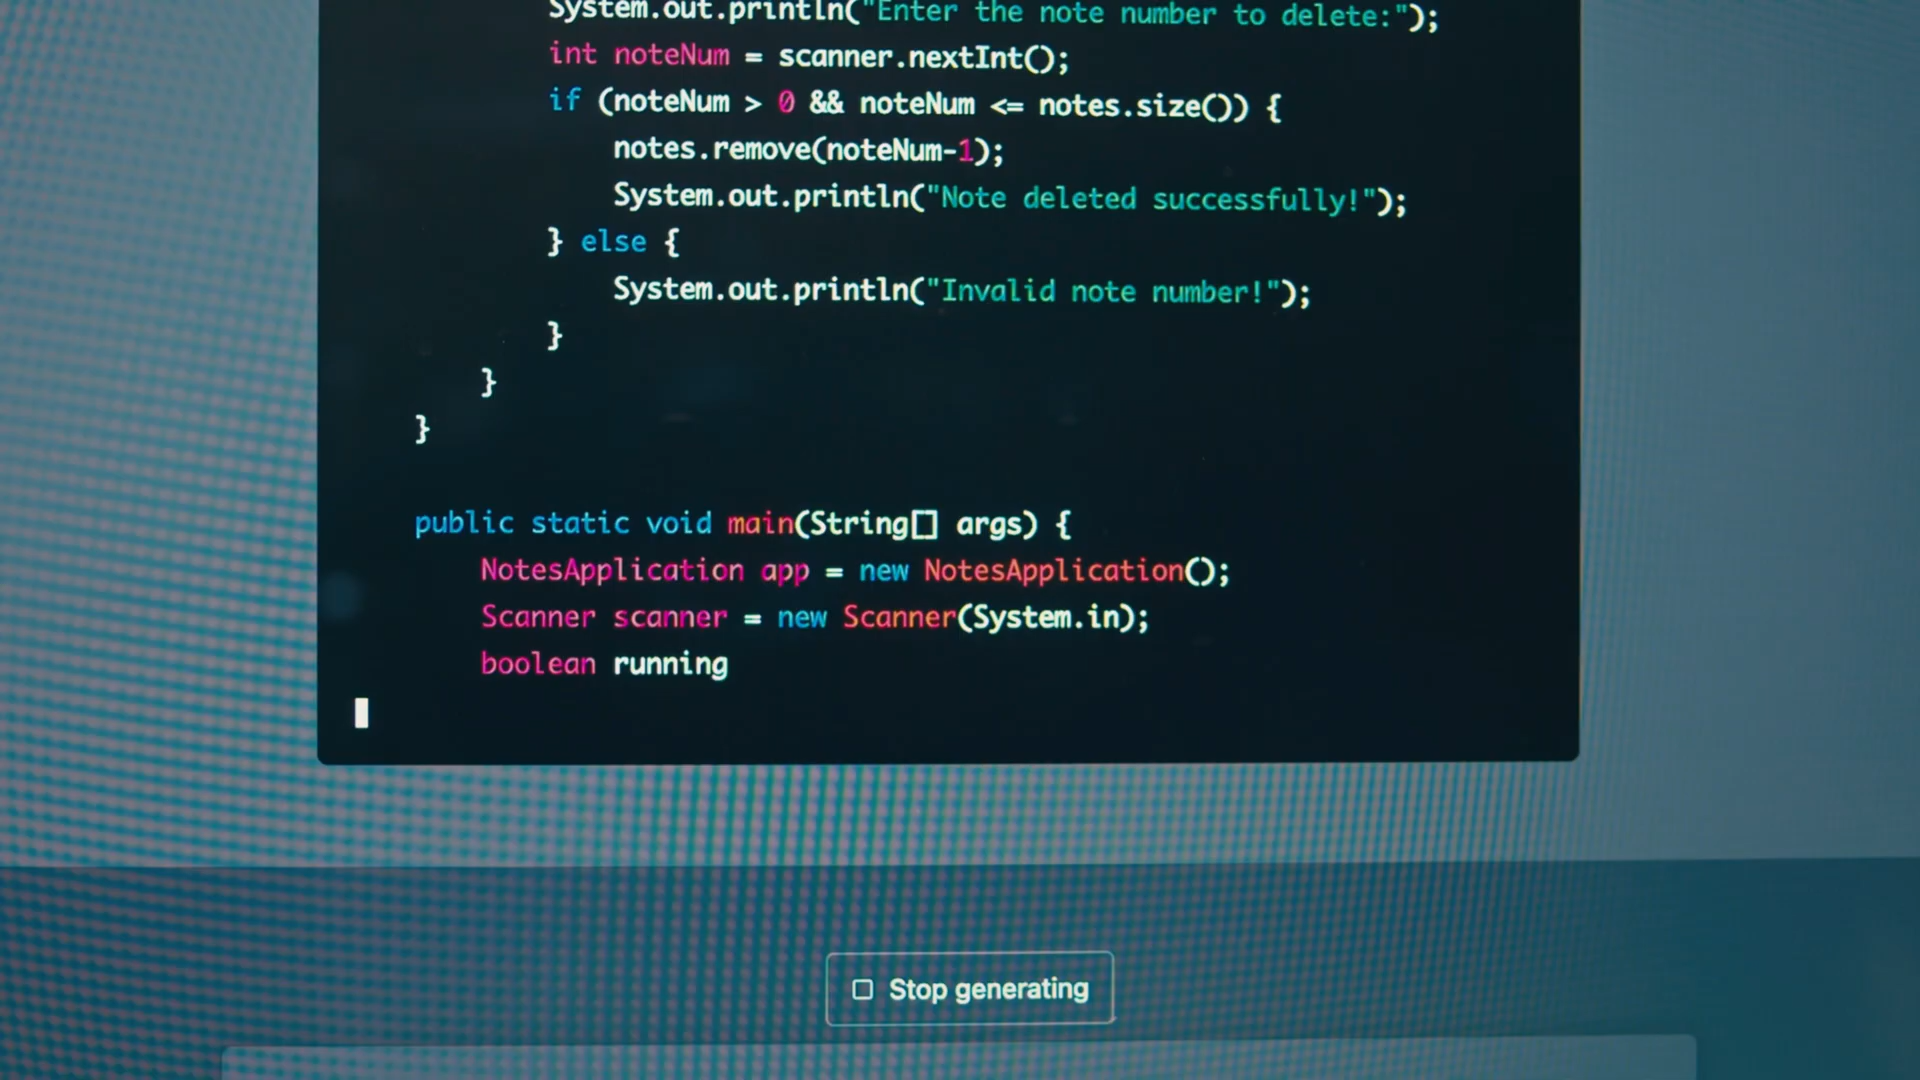 System.out.println("Enter the note number to delete:");
int noteNum = scanner.nextInt();
if (noteNum > 0 && noteNum <= notes.size()) {
notes.remove(noteNum-1);
System.out.println("Note deleted successfully!");
} else {
System.out.println("Invalid note number!");
}
}
}
public static void main(String[] args) {
NotesApplication app = new NotesApplication();
Scanner scanner = new Scanner(System.in);
boolean running
Stop generating